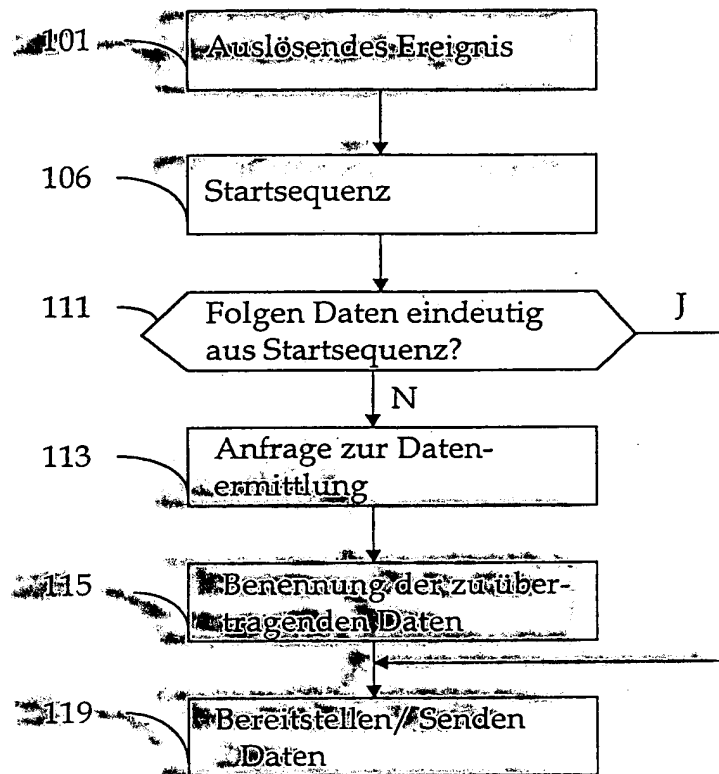 101
Auslösendes Ereignis
106
Startsequenz
111
Folgen Daten eindeutig
aus Startsequenz?
J
N
113
Anfrage zur Daten-
ermittlung
115
Benennung der zu über-
tragenden Daten
119
Bereitstellen/ Senden
Daten